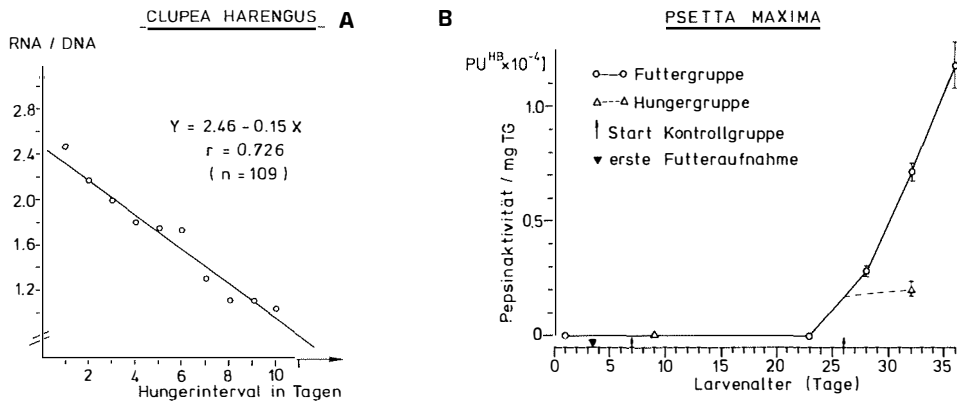 CLUPEA HARENGUS A
RNA / DNA
2.8
2.4
2.0
1.6
1.2
Y = 2.46 - 0.15 X
r = 0.726
( n = 109 )
2 4 6 8 10
Hungerinterval in Tagen
B PSETTA MAXIMA
PU^HB×10^-4]
Pepsinaktivität / mg TG
1.0
0.5
0
Futtergruppe
Hungergruppe
Start Kontrollgruppe
erste Futteraufnahme
0 5 10 15 20 25 30 35
Larvenalter (Tage)